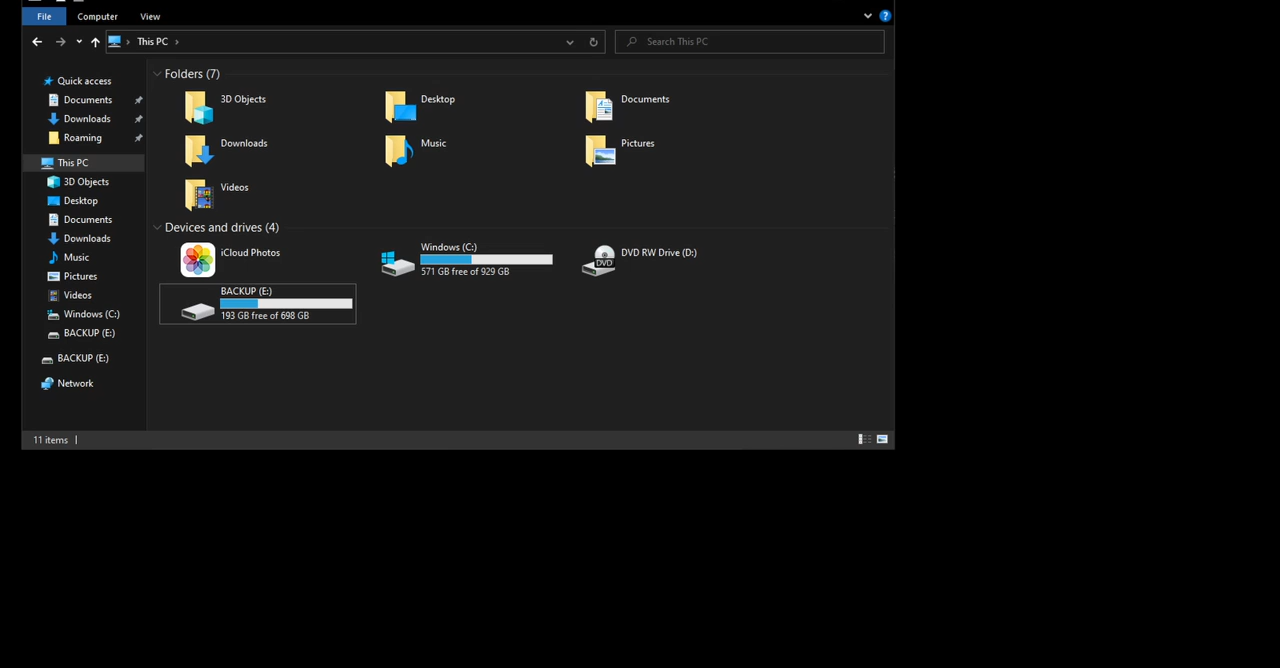 File Computer View
This PC
Search This PC
Quick access
Documents
Downloads
Roaming
This PC
3D Objects
Desktop
Documents
Downloads
Music
Pictures
Videos
Windows (C:)
BACKUP (E:)
BACKUP (E:)
Network
Folders (7)
3D Objects
Desktop
Documents
Downloads
Music
Pictures
Videos
Devices and drives (4)
iCloud Photos
Windows (C:)
571 GB free of 929 GB
DVD RW Drive (D:)
DVD
BACKUP (E:)
193 GB free of 698 GB
11 items